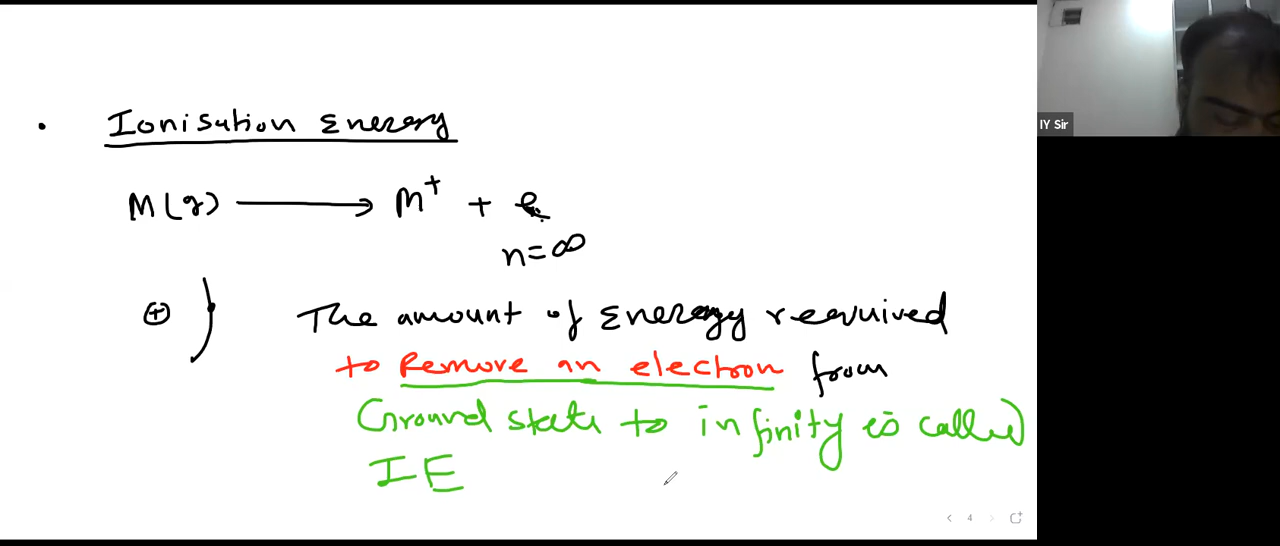 • Ionisation Energy
M(g) ⟶ M⁺ + e
n=∞
⊕ The amount of Energy required
to Remove an electron from
Ground state to infinity is called
IE
IY Sir
< 4 >